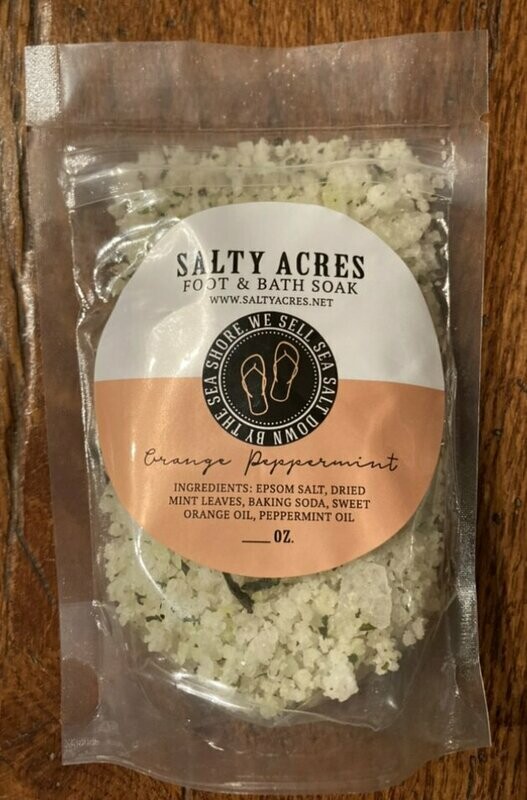 SALTY ACRES
FOOT & BATH SOAK
WWW.SALTYACRES.NET
WE SELL SEA SALT DOWN BY THE SEA SHORE.
Orange Peppermint
INGREDIENTS: EPSOM SALT, DRIED
MINT LEAVES, BAKING SODA, SWEET
ORANGE OIL, PEPPERMINT OIL
____ OZ.